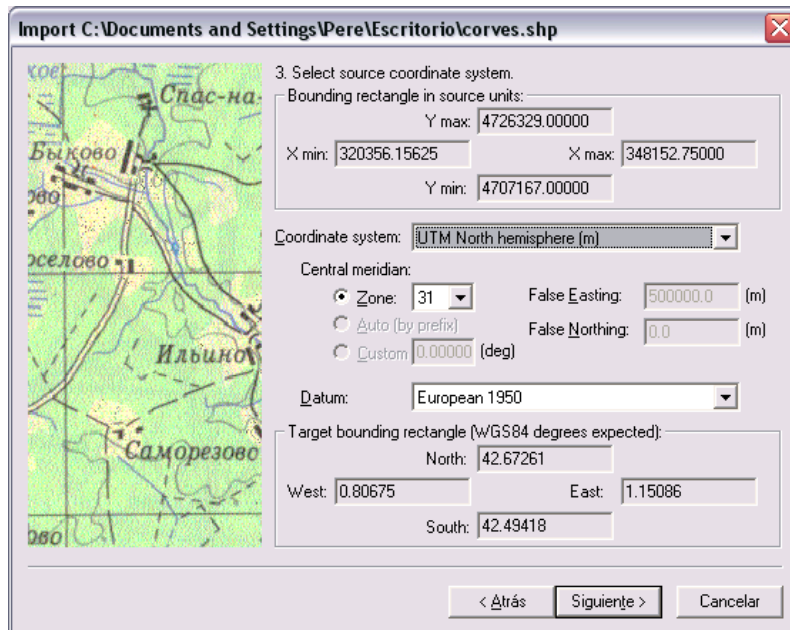 Import C:\Documents and Settings\Pere\Escritorio\corves.shp
Спас-на-
Быково
Ильино
Саморезово
3. Select source coordinate system.
Bounding rectangle in source units:
Y max: 4726329.00000
X min: 320356.15625 X max: 348152.75000
Y min: 4707167.00000
Coordinate system: UTM North hemisphere (m)
Central meridian:
Zone: 31 False Easting: 500000.0 (m)
Auto (by prefix) False Northing: 0.0 (m)
Custom 0.00000 (deg)
Datum: European 1950
Target bounding rectangle (WGS84 degrees expected):
North: 42.67261
West: 0.80675 East: 1.15086
South: 42.49418
< Atrás Siguiente > Cancelar